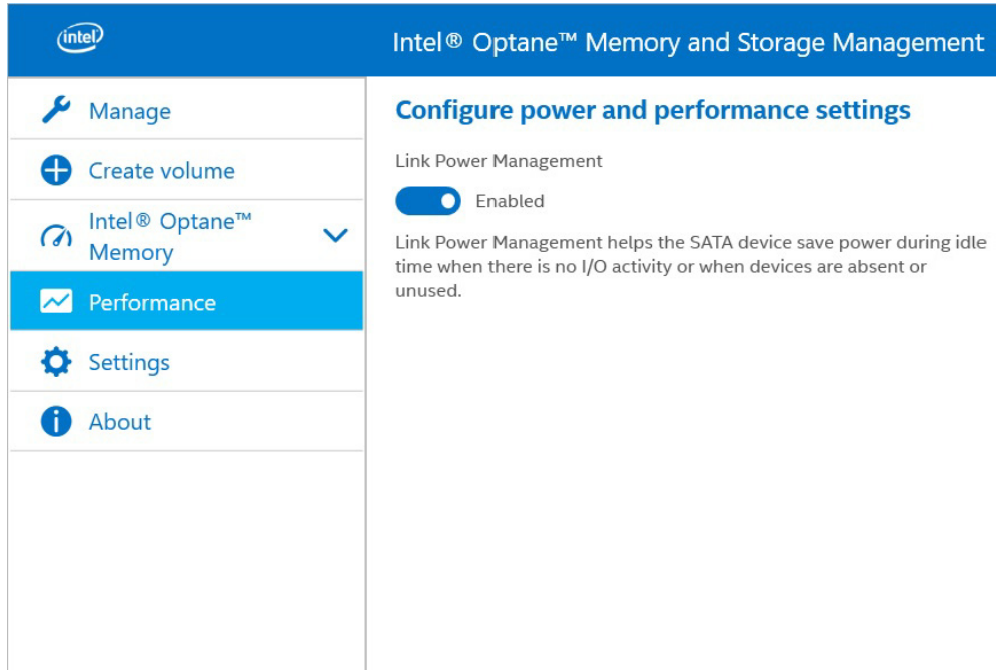 intel
Intel® Optane™ Memory and Storage Management
Manage
Create volume
Intel® Optane™
Memory
Performance
Settings
About
Configure power and performance settings
Link Power Management
Enabled
Link Power Management helps the SATA device save power during idle
time when there is no I/O activity or when devices are absent or
unused.